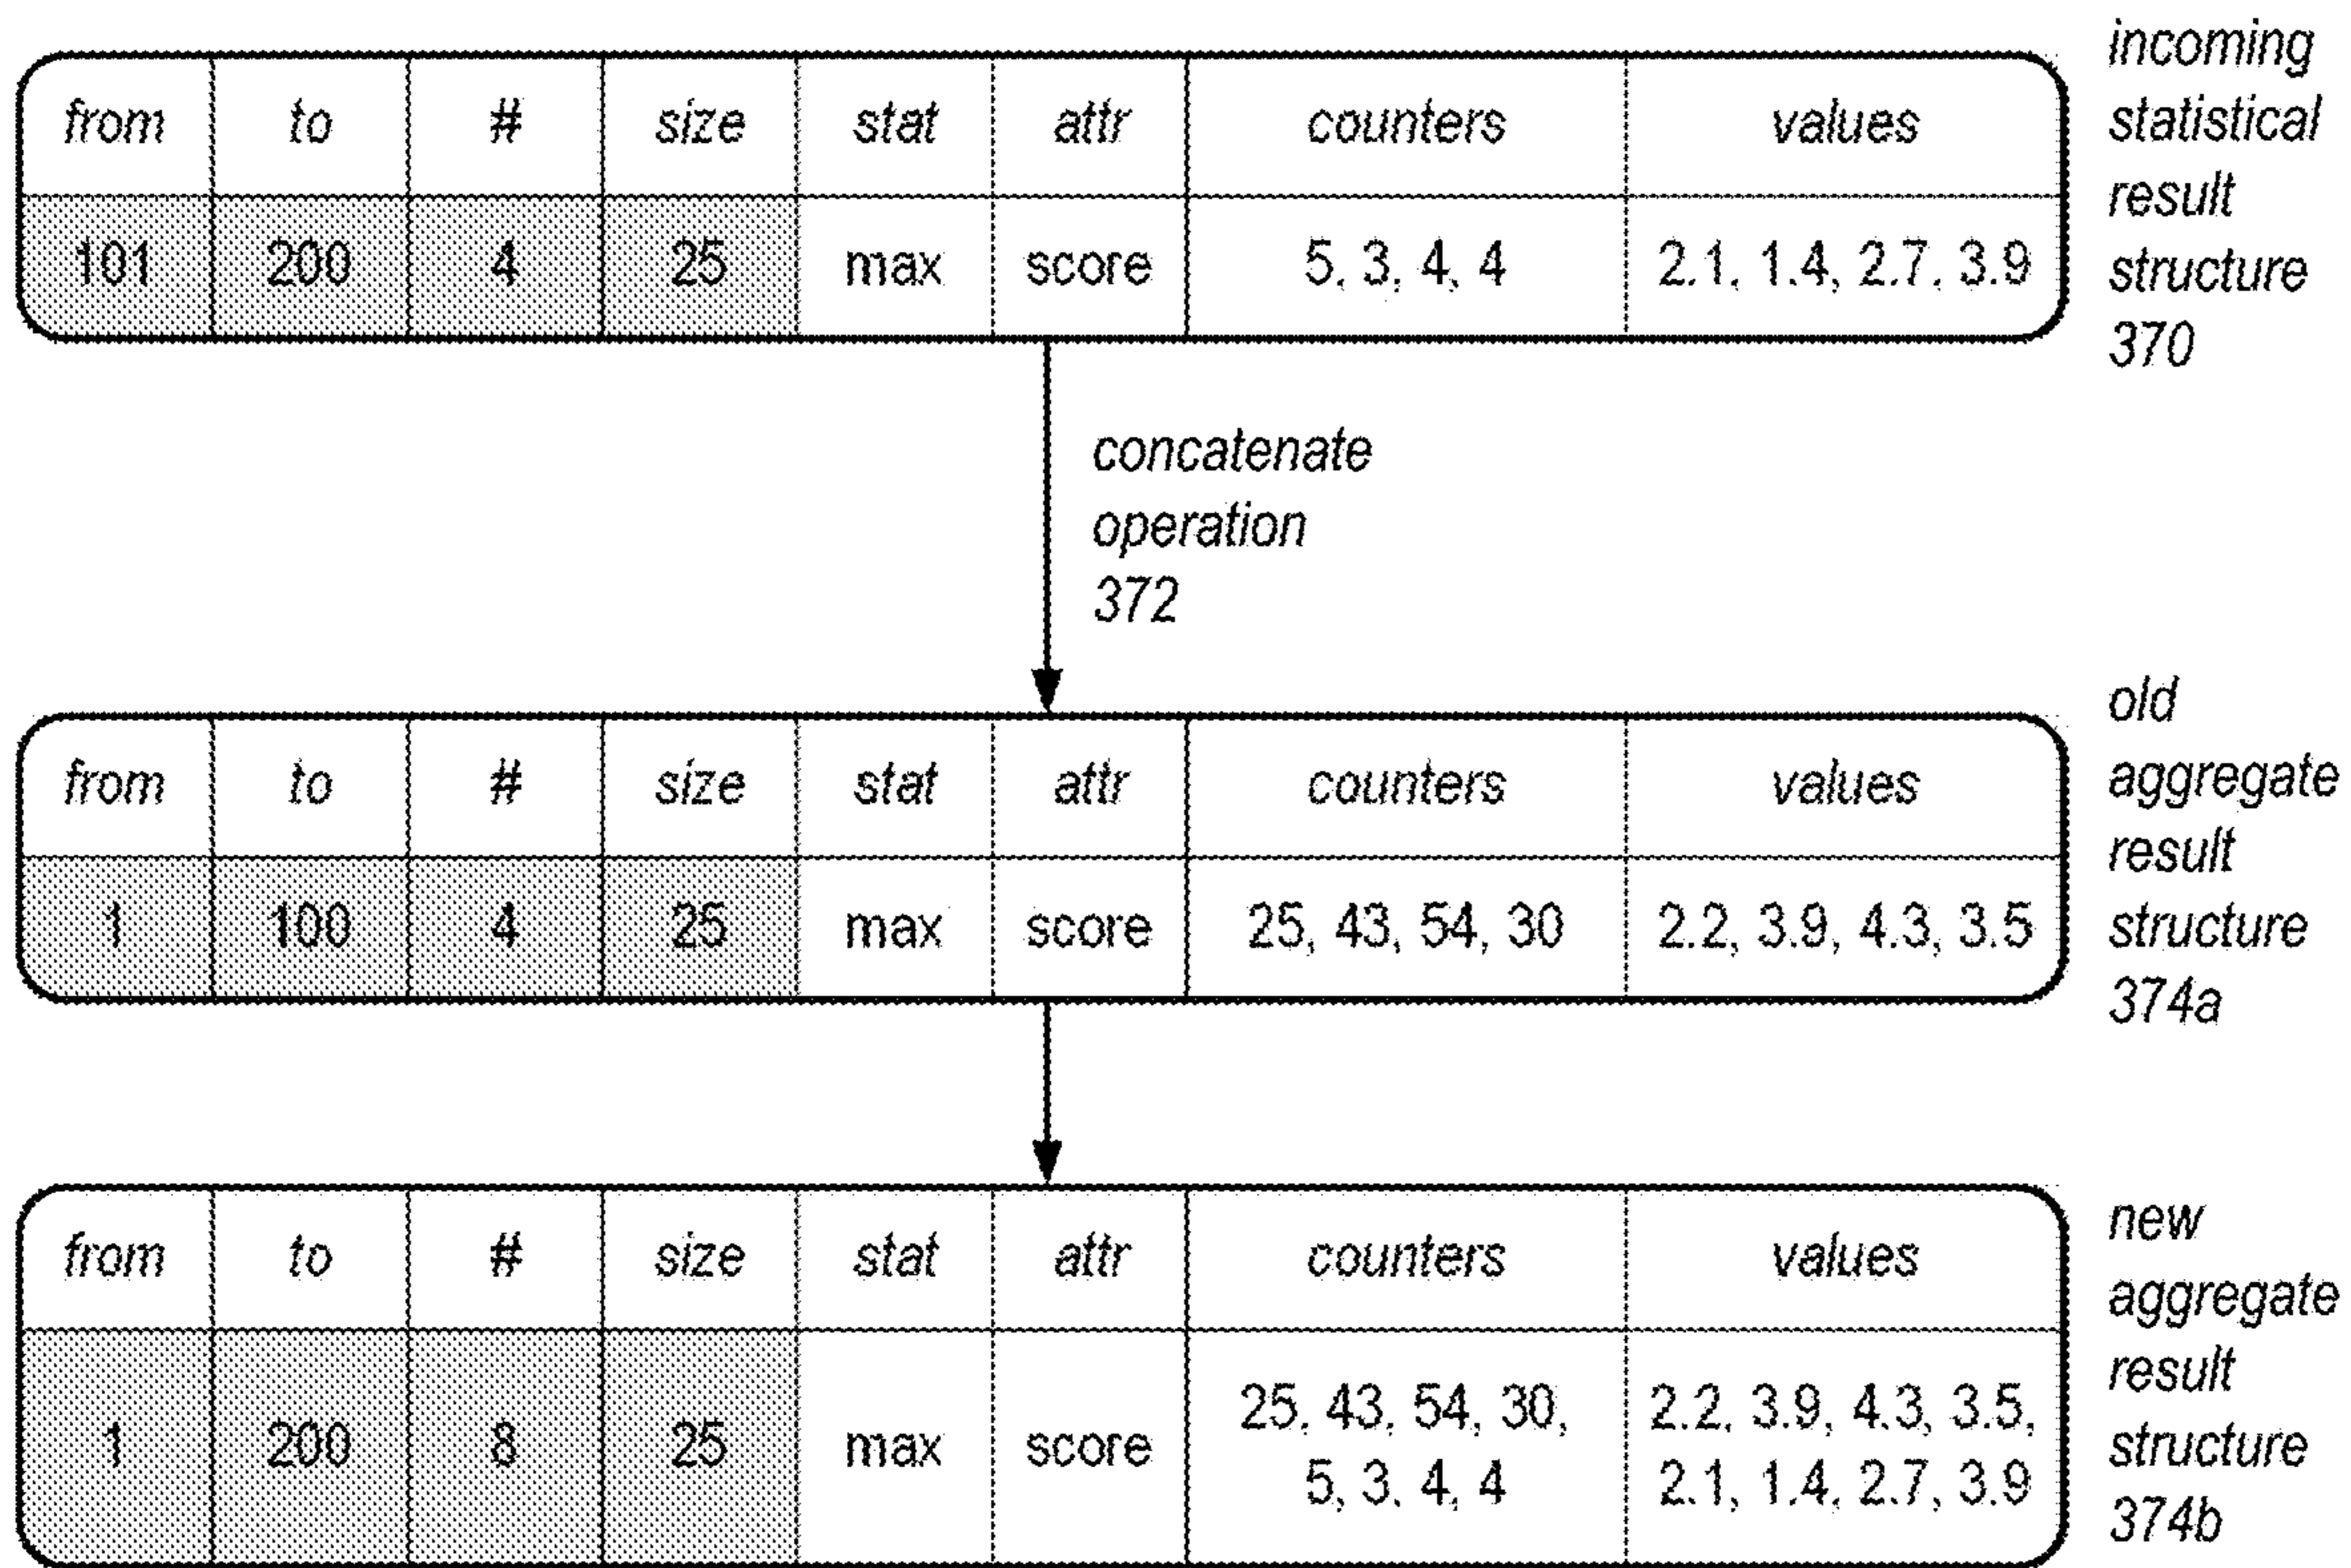 from to # size stat attr counters values
101 200 4 25 max score 5, 3, 4, 4 2.1, 1.4, 2.7, 3.9
incoming
statistical
result
structure
370
concatenate
operation
372
from to # size stat attr counters values
1 100 4 25 max score 25, 43, 54, 30 2.2, 3.9, 4.3, 3.5
old
aggregate
result
structure
374a
from to # size stat attr counters values
1 200 8 25 max score 25, 43, 54, 30, 2.2, 3.9, 4.3, 3.5,
5, 3, 4, 4 2.1, 1.4, 2.7, 3.9
new
aggregate
result
structure
374b